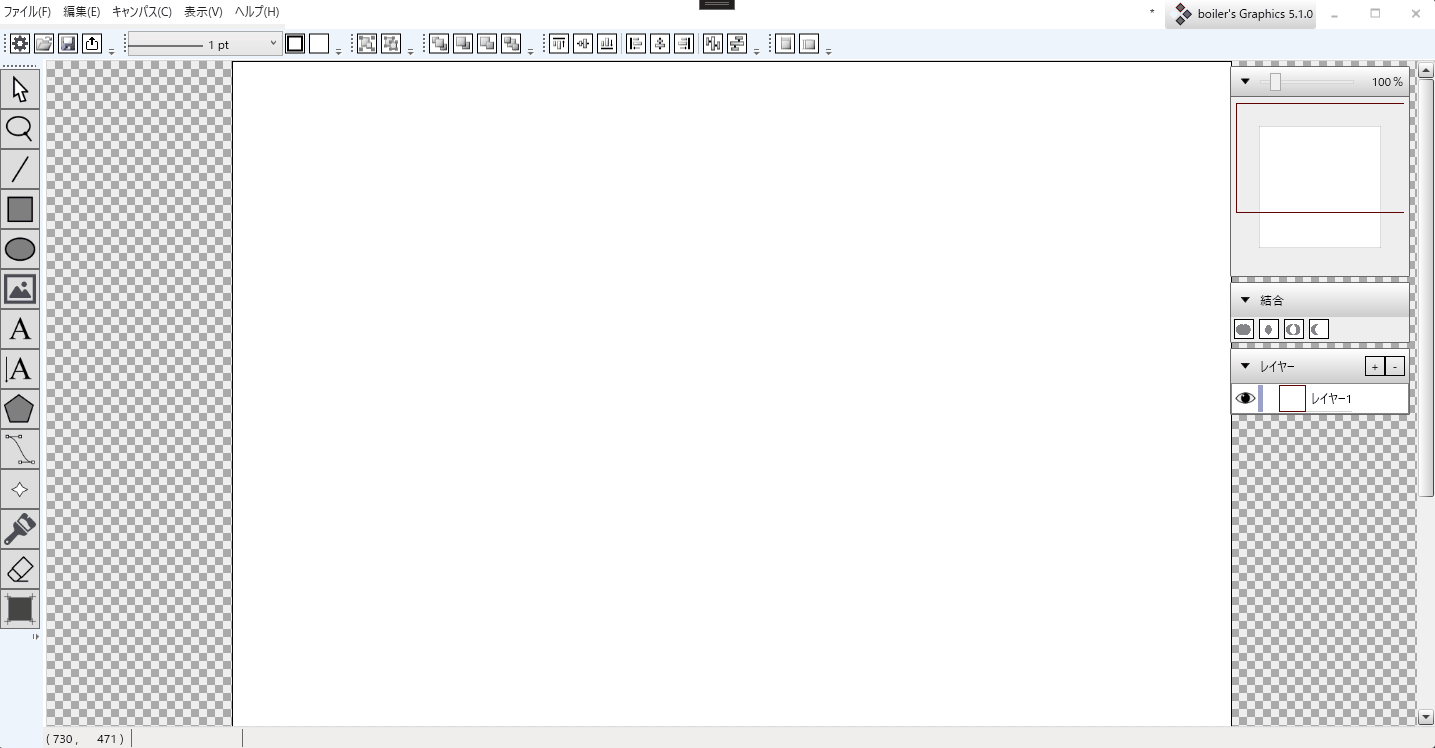 ファイル(F) 編集(E) キャンバス(C) 表示(V) ヘルプ(H) * boiler's Graphics 5.1.0
1 pt
100 %
結合
レイヤー + -
レイヤー1
A
A
( 730 , 471 )